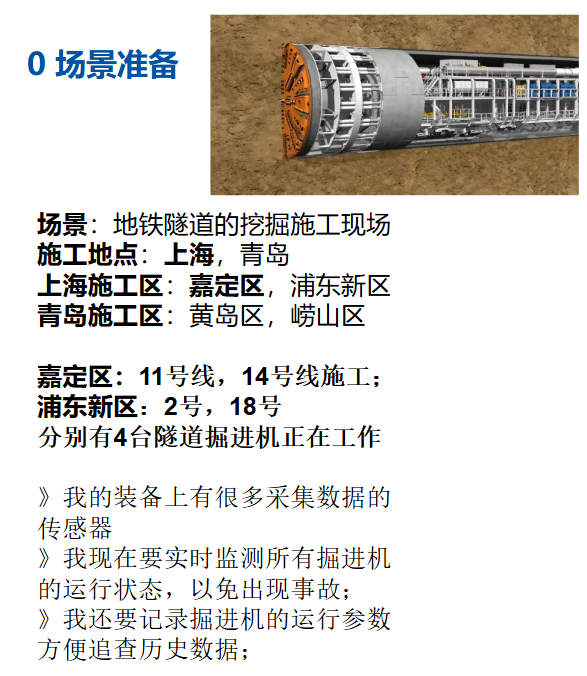 0 场景准备
场景：地铁隧道的挖掘施工现场
施工地点：上海，青岛
上海施工区：嘉定区，浦东新区
青岛施工区：黄岛区，崂山区
嘉定区：11号线，14号线施工；
浦东新区：2号，18号
分别有4台隧道掘进机正在工作
》我的装备上有很多采集数据的
传感器
》我现在要实时监测所有掘进机
的运行状态，以免出现事故；
》我还要记录掘进机的运行参数
方便追查历史数据；